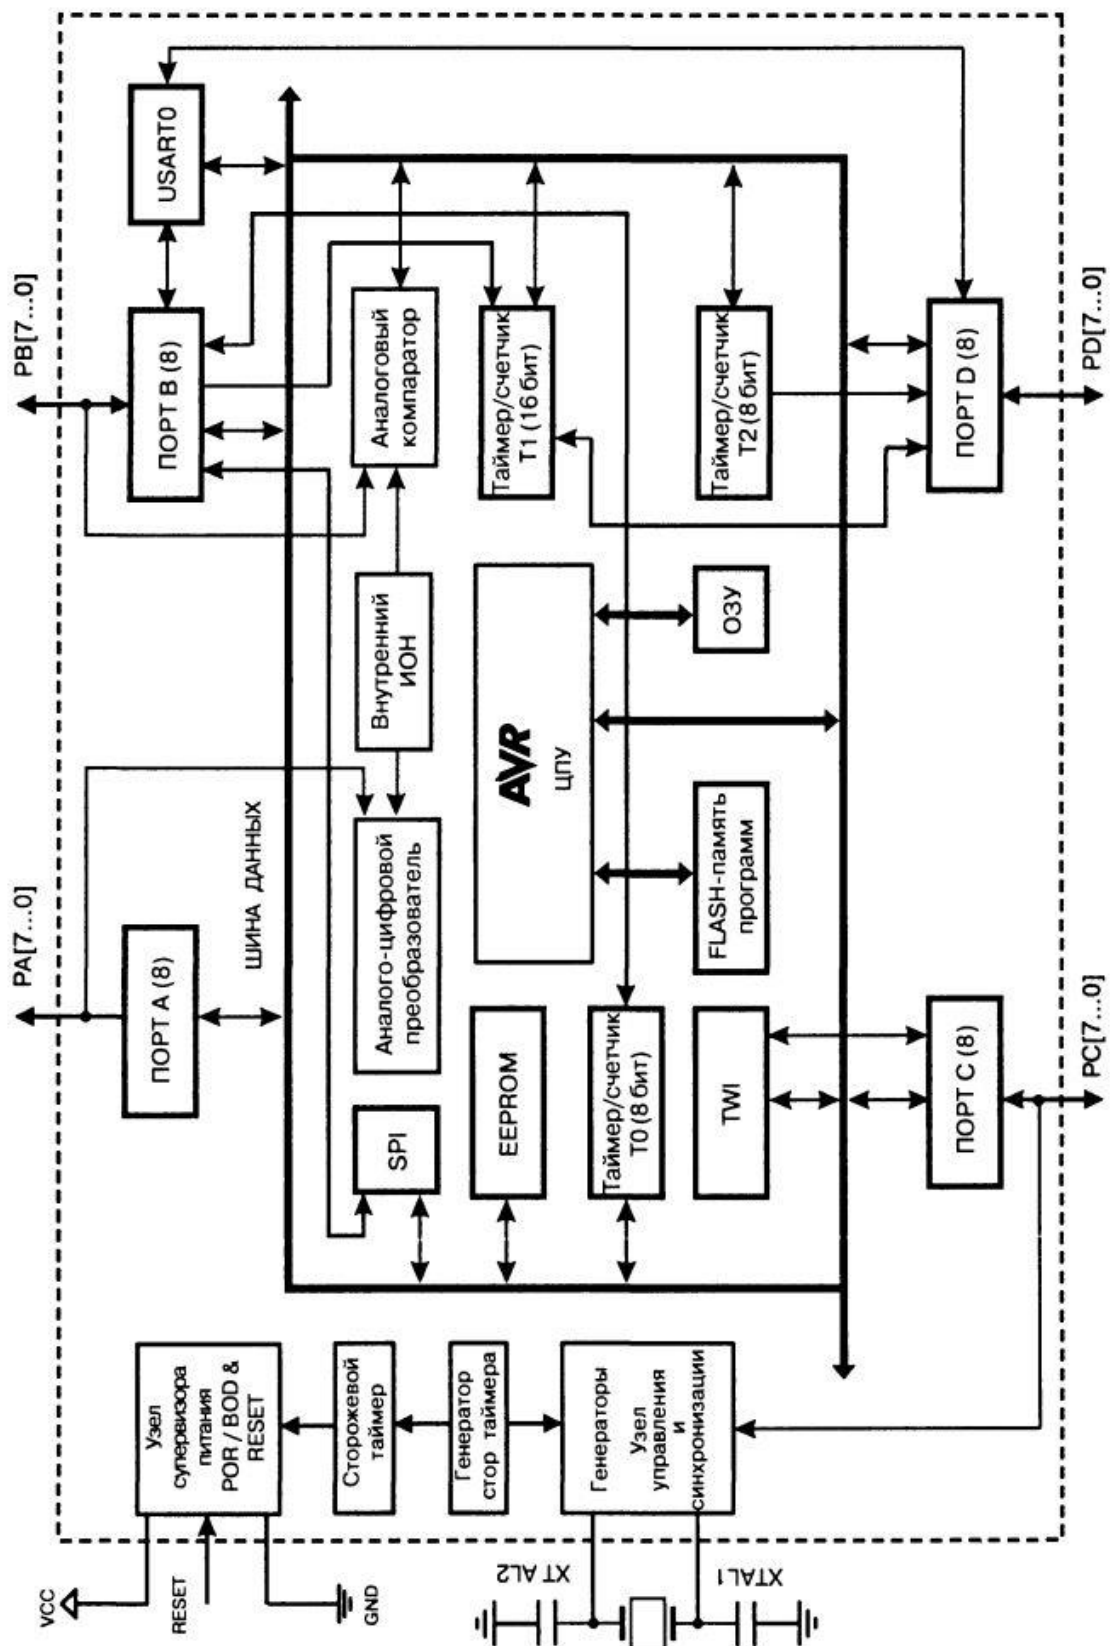 PA[7...0]
PB[7...0]
VCC
RESET
GND
Узел
супервизора
питания
POR / BOD &
RESET
ПОРТ A (8)
ПОРТ B (8)
USART0
ШИНА ДАННЫХ
Сторожевой
таймер
SPI
Аналого-цифровой
преобразователь
Внутренний
ИОН
Аналоговый
компаратор
Генератор
стор таймера
EEPROM
AVR
ЦПУ
Таймер/счетчик
T1 (16 бит)
XTAL2
XTAL1
Генераторы
Узел
управления
и
синхронизации
Таймер/счетчик
T0 (8 бит)
TWI
FLASH-память
программ
ОЗУ
Таймер/счетчик
T2 (8 бит)
ПОРТ C (8)
ПОРТ D (8)
PC[7...0]
PD[7...0]